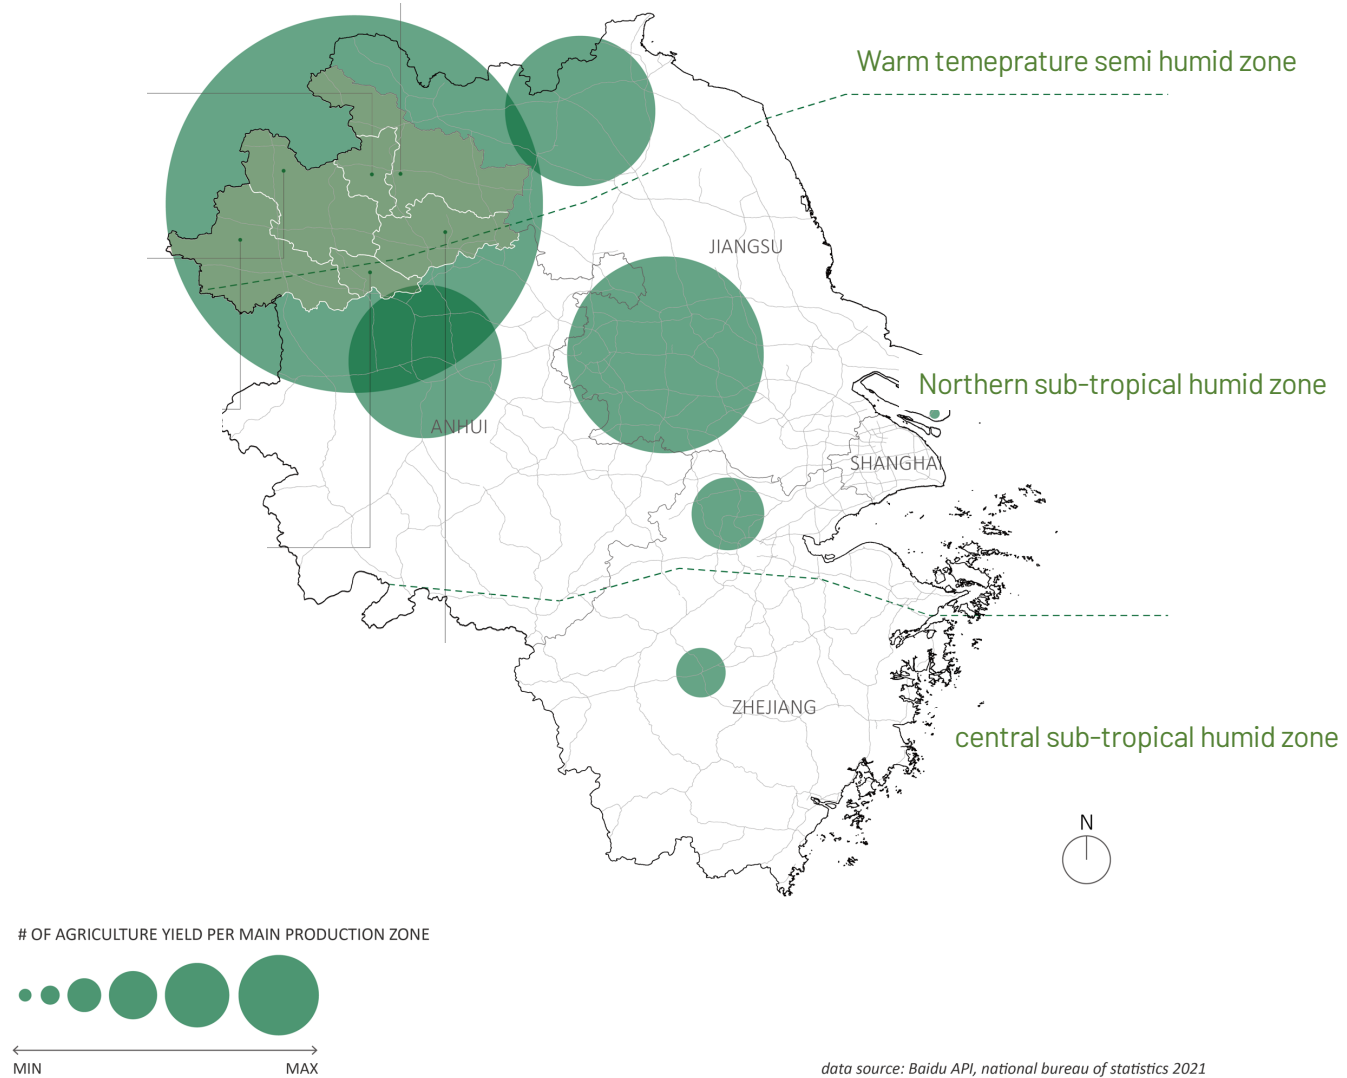 Warm temeprature semi humid zone
JIANGSU
Northern sub-tropical humid zone
ANHUI
SHANGHAI
ZHEJIANG
central sub-tropical humid zone
N
# OF AGRICULTURE YIELD PER MAIN PRODUCTION ZONE
MIN MAX
data source: Baidu API, national bureau of statistics 2021